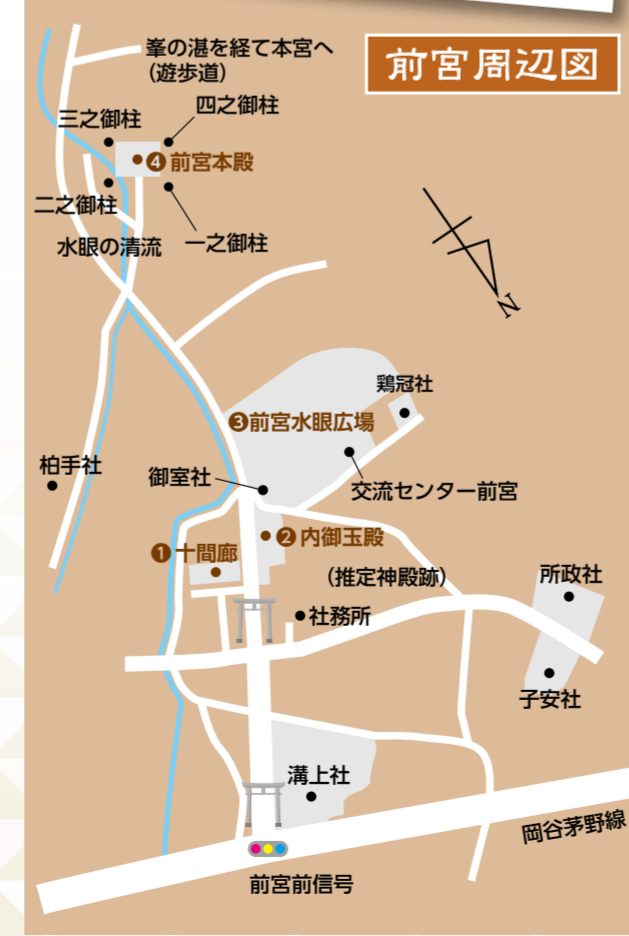 前宮周辺図
峯の湛を経て本宮へ
（遊歩道）
四之御柱
三之御柱
❹ 前宮本殿
二之御柱
水眼の清流
一之御柱
N
鶏冠社
❸前宮水眼広場
柏手社
御室社
交流センター前宮
❷ 内御玉殿
❶ 十間廊
（推定神殿跡）
所政社
社務所
子安社
溝上社
岡谷茅野線
前宮前信号